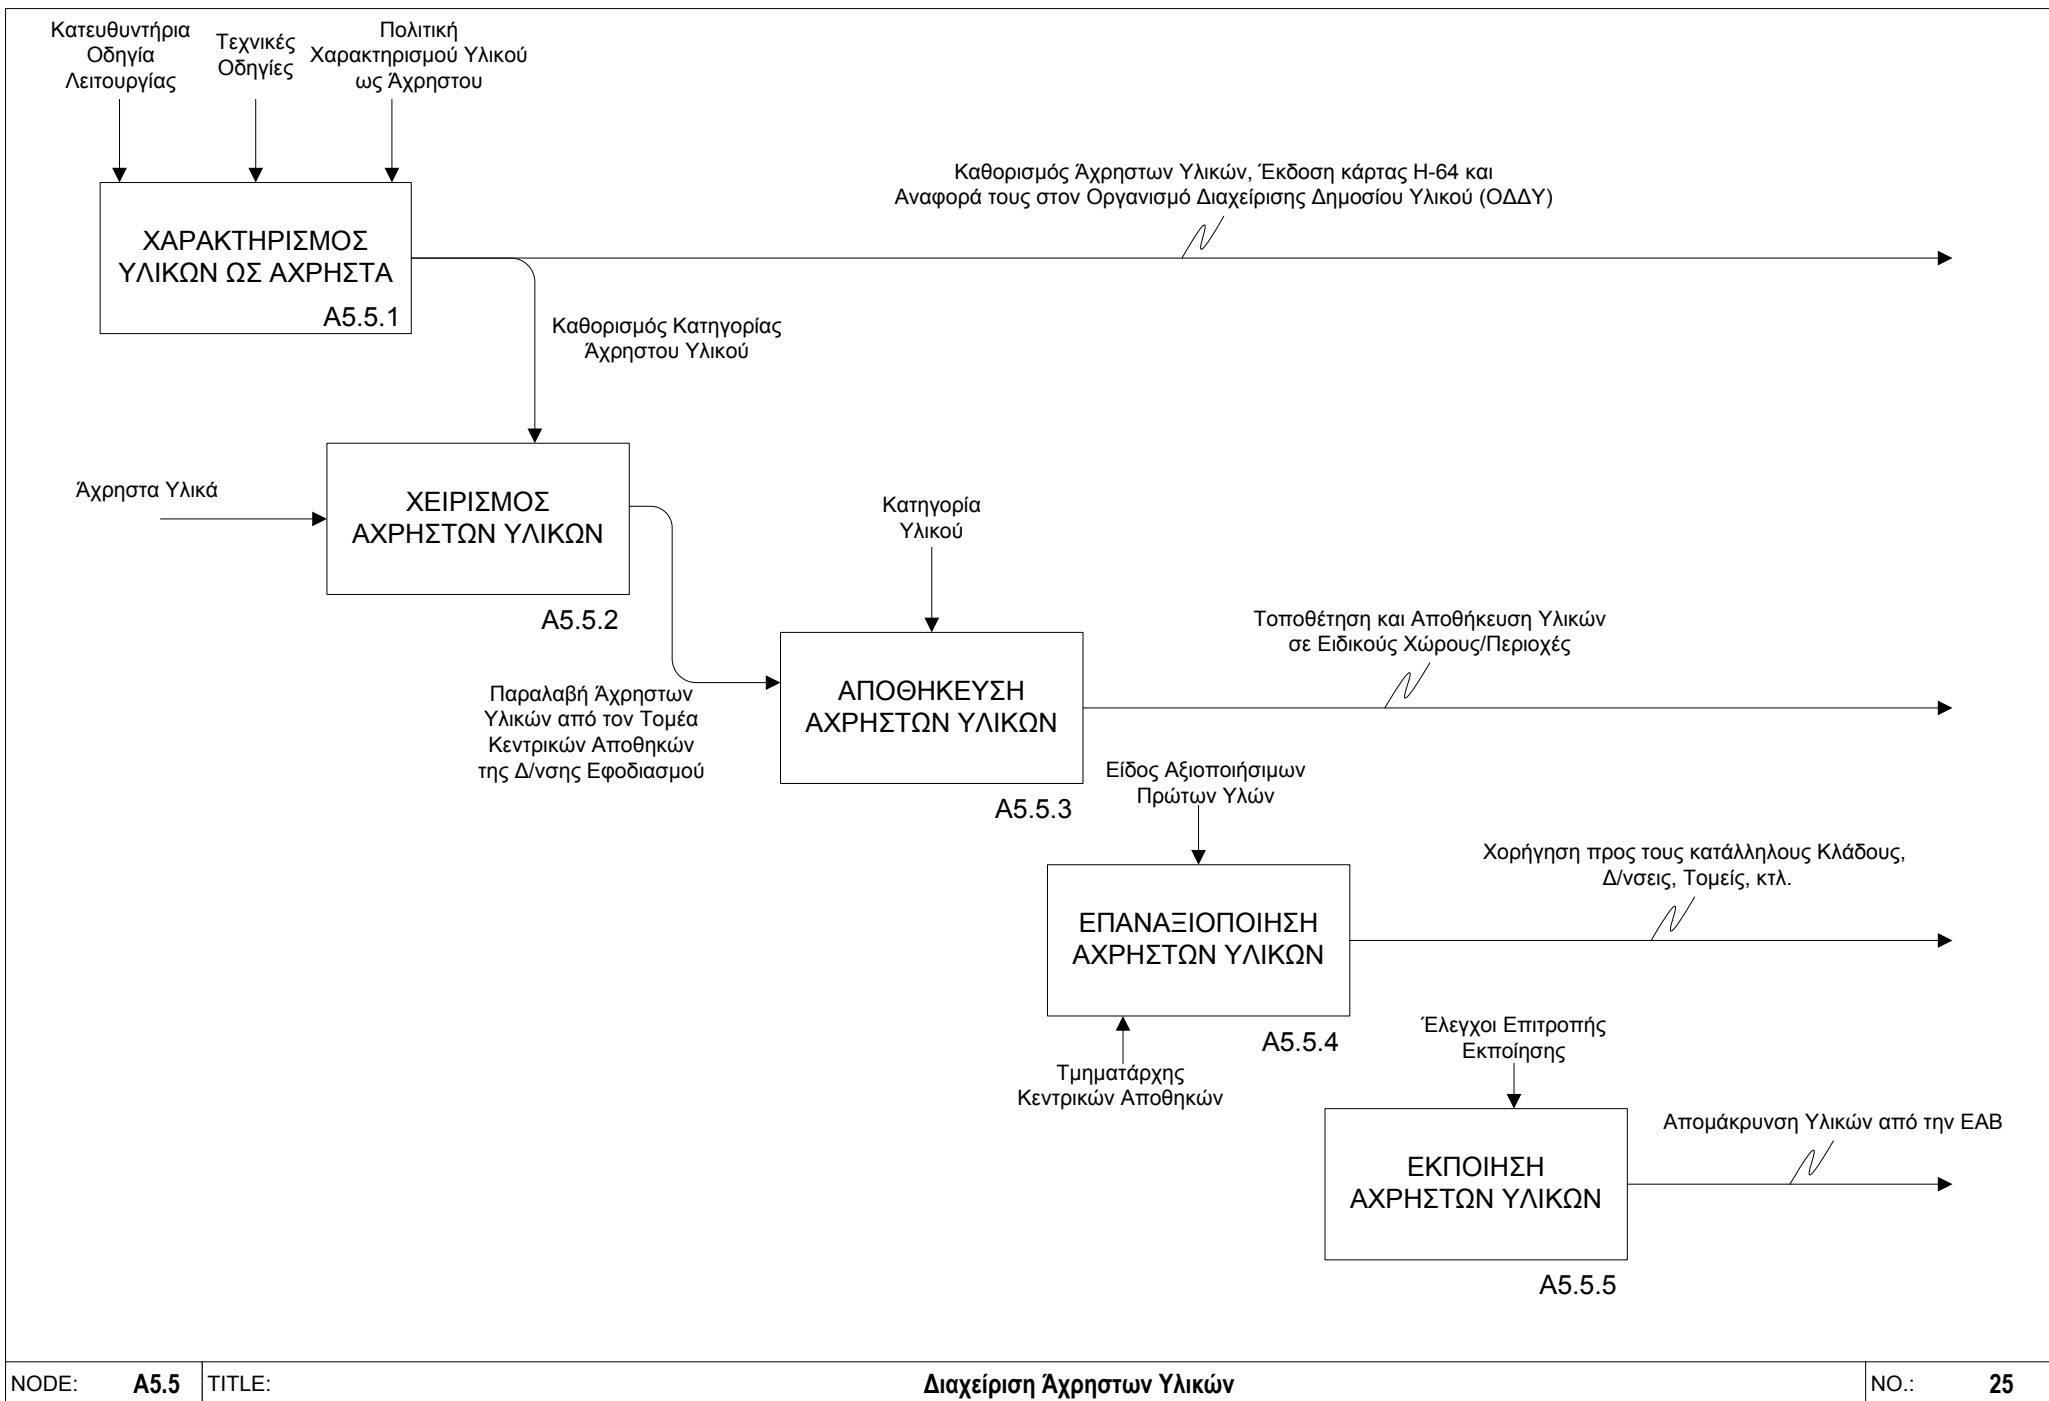 Κατευθυντήρια
Οδηγία
Λειτουργίας
Τεχνικές
Οδηγίες
Πολιτική
Χαρακτηρισμού Υλικού
ως Άχρηστου
Καθορισμός Άχρηστων Υλικών, Έκδοση κάρτας Η-64 και
Αναφορά τους στον Οργανισμό Διαχείρισης Δημοσίου Υλικού (ΟΔΔΥ)
ΧΑΡΑΚΤΗΡΙΣΜΟΣ
ΥΛΙΚΩΝ ΩΣ ΑΧΡΗΣΤΑ
A5.5.1
Καθορισμός Κατηγορίας
Άχρηστου Υλικού
Άχρηστα Υλικά
ΧΕΙΡΙΣΜΟΣ
ΑΧΡΗΣΤΩΝ ΥΛΙΚΩΝ
A5.5.2
Κατηγορία
Υλικού
Παραλαβή Άχρηστων
Υλικών από τον Τομέα
Κεντρικών Αποθηκών
της Δ/νσης Εφοδιασμού
ΑΠΟΘΗΚΕΥΣΗ
ΑΧΡΗΣΤΩΝ ΥΛΙΚΩΝ
A5.5.3
Τοποθέτηση και Αποθήκευση Υλικών
σε Ειδικούς Χώρους/Περιοχές
Είδος Αξιοποιήσιμων
Πρώτων Υλών
ΕΠΑΝΑΞΙΟΠΟΙΗΣΗ
ΑΧΡΗΣΤΩΝ ΥΛΙΚΩΝ
A5.5.4
Χορήγηση προς τους κατάλληλους Κλάδους,
Δ/νσεις, Τομείς, κτλ.
Τμηματάρχης
Κεντρικών Αποθηκών
Έλεγχοι Επιτροπής
Εκποίησης
ΕΚΠΟΙΗΣΗ
ΑΧΡΗΣΤΩΝ ΥΛΙΚΩΝ
A5.5.5
Απομάκρυνση Υλικών από την ΕΑΒ
NODE: A5.5 TITLE: Διαχείριση Άχρηστων Υλικών NO.: 25